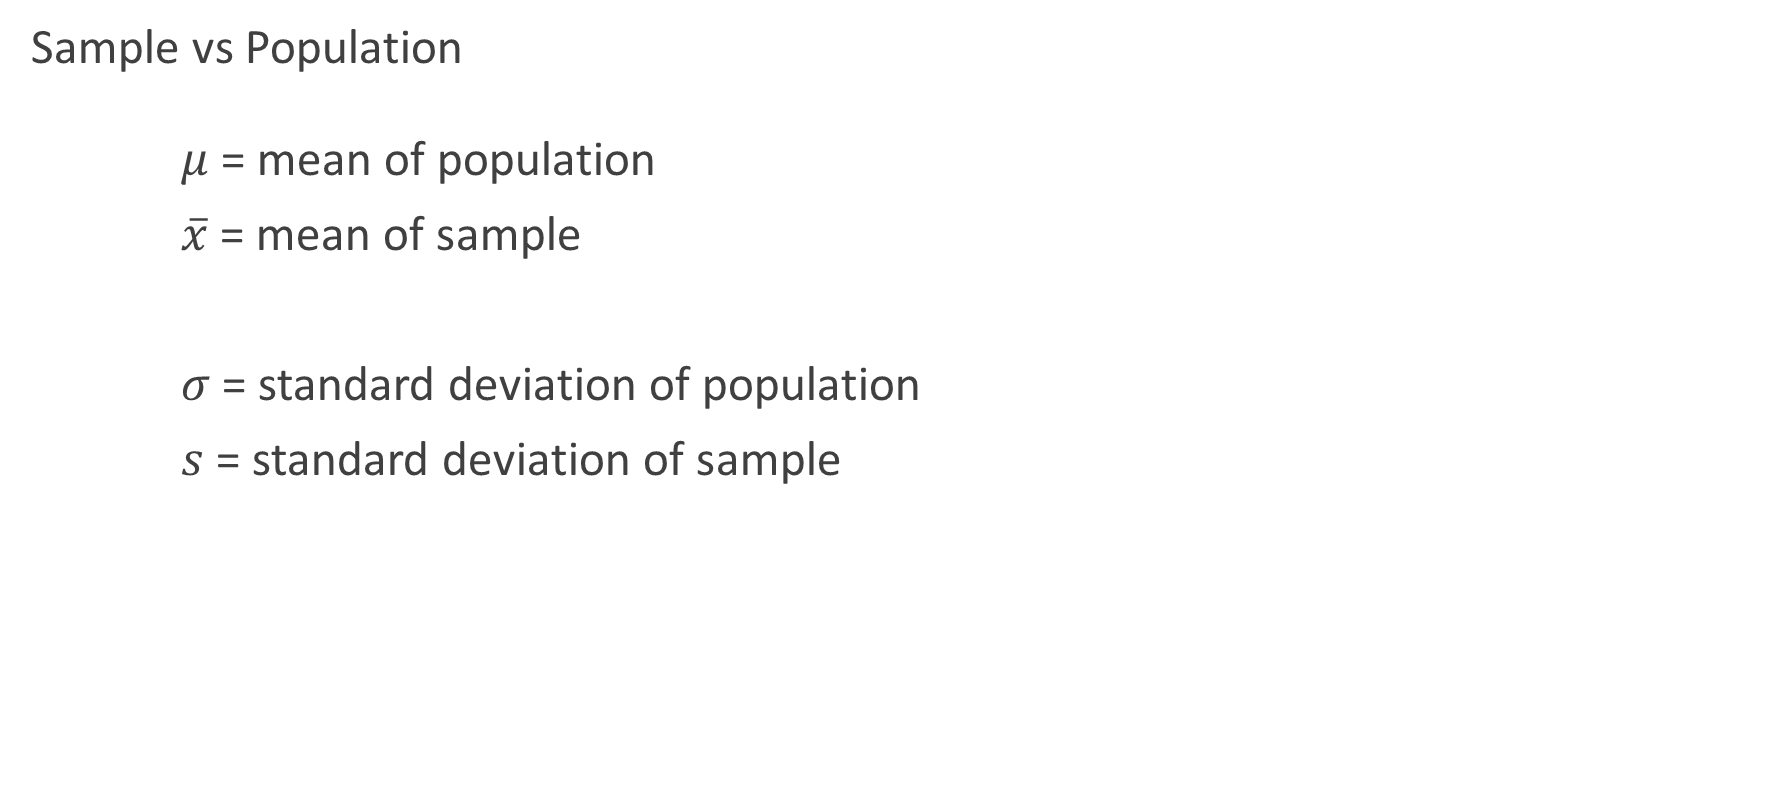 Sample vs Population
μ = mean of population
x̄ = mean of sample
σ = standard deviation of population
s = standard deviation of sample